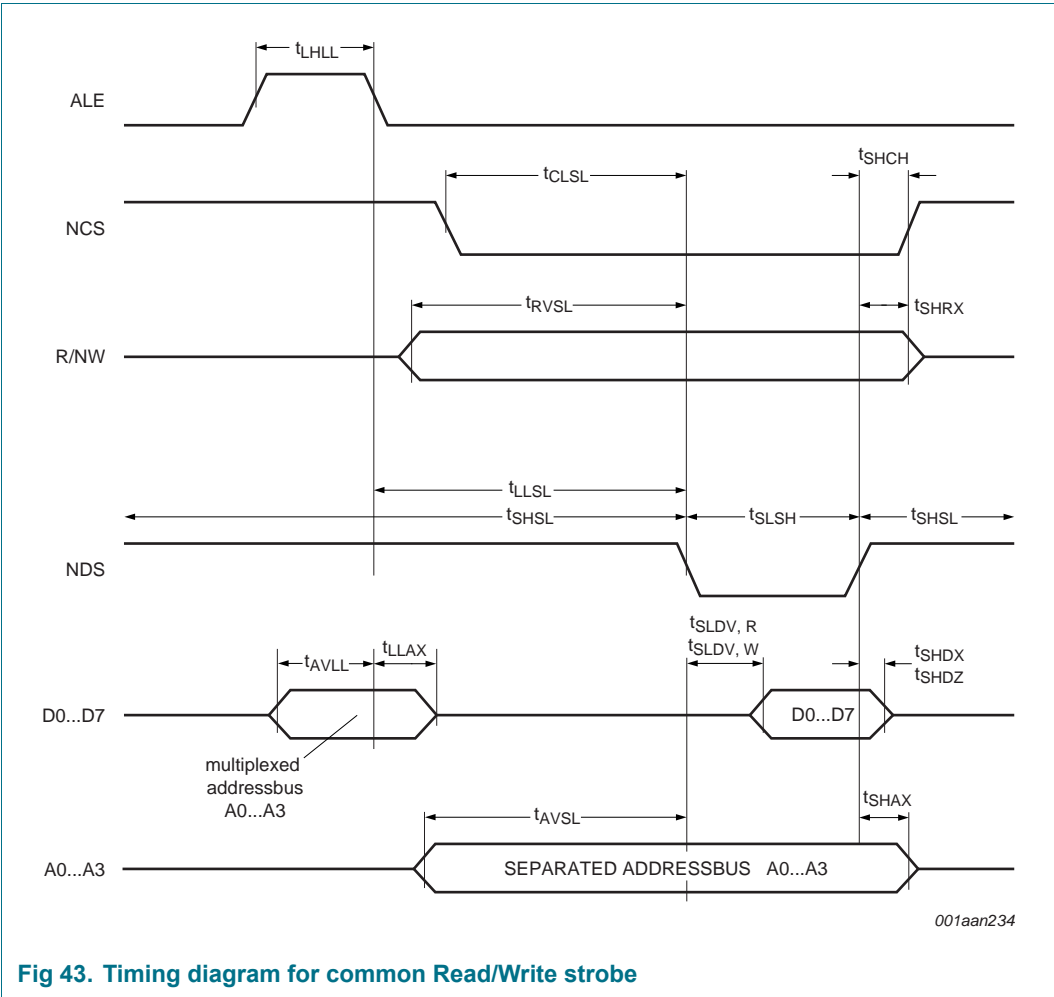 tLHLL
ALE
tSHCH
tCLSL
NCS
tRVSL
tSHRX
R/NW
tLLSL
tSHSL
tSLSH
tSHSL
NDS
tSLDV, R
tSLDV, W
tAVLL
tLLAX
tSHDX
tSHDZ
D0...D7
D0...D7
multiplexed
addressbus
A0...A3
tSHAX
tAVSL
A0...A3
SEPARATED ADDRESSBUS A0...A3
001aan234
Fig 43. Timing diagram for common Read/Write strobe